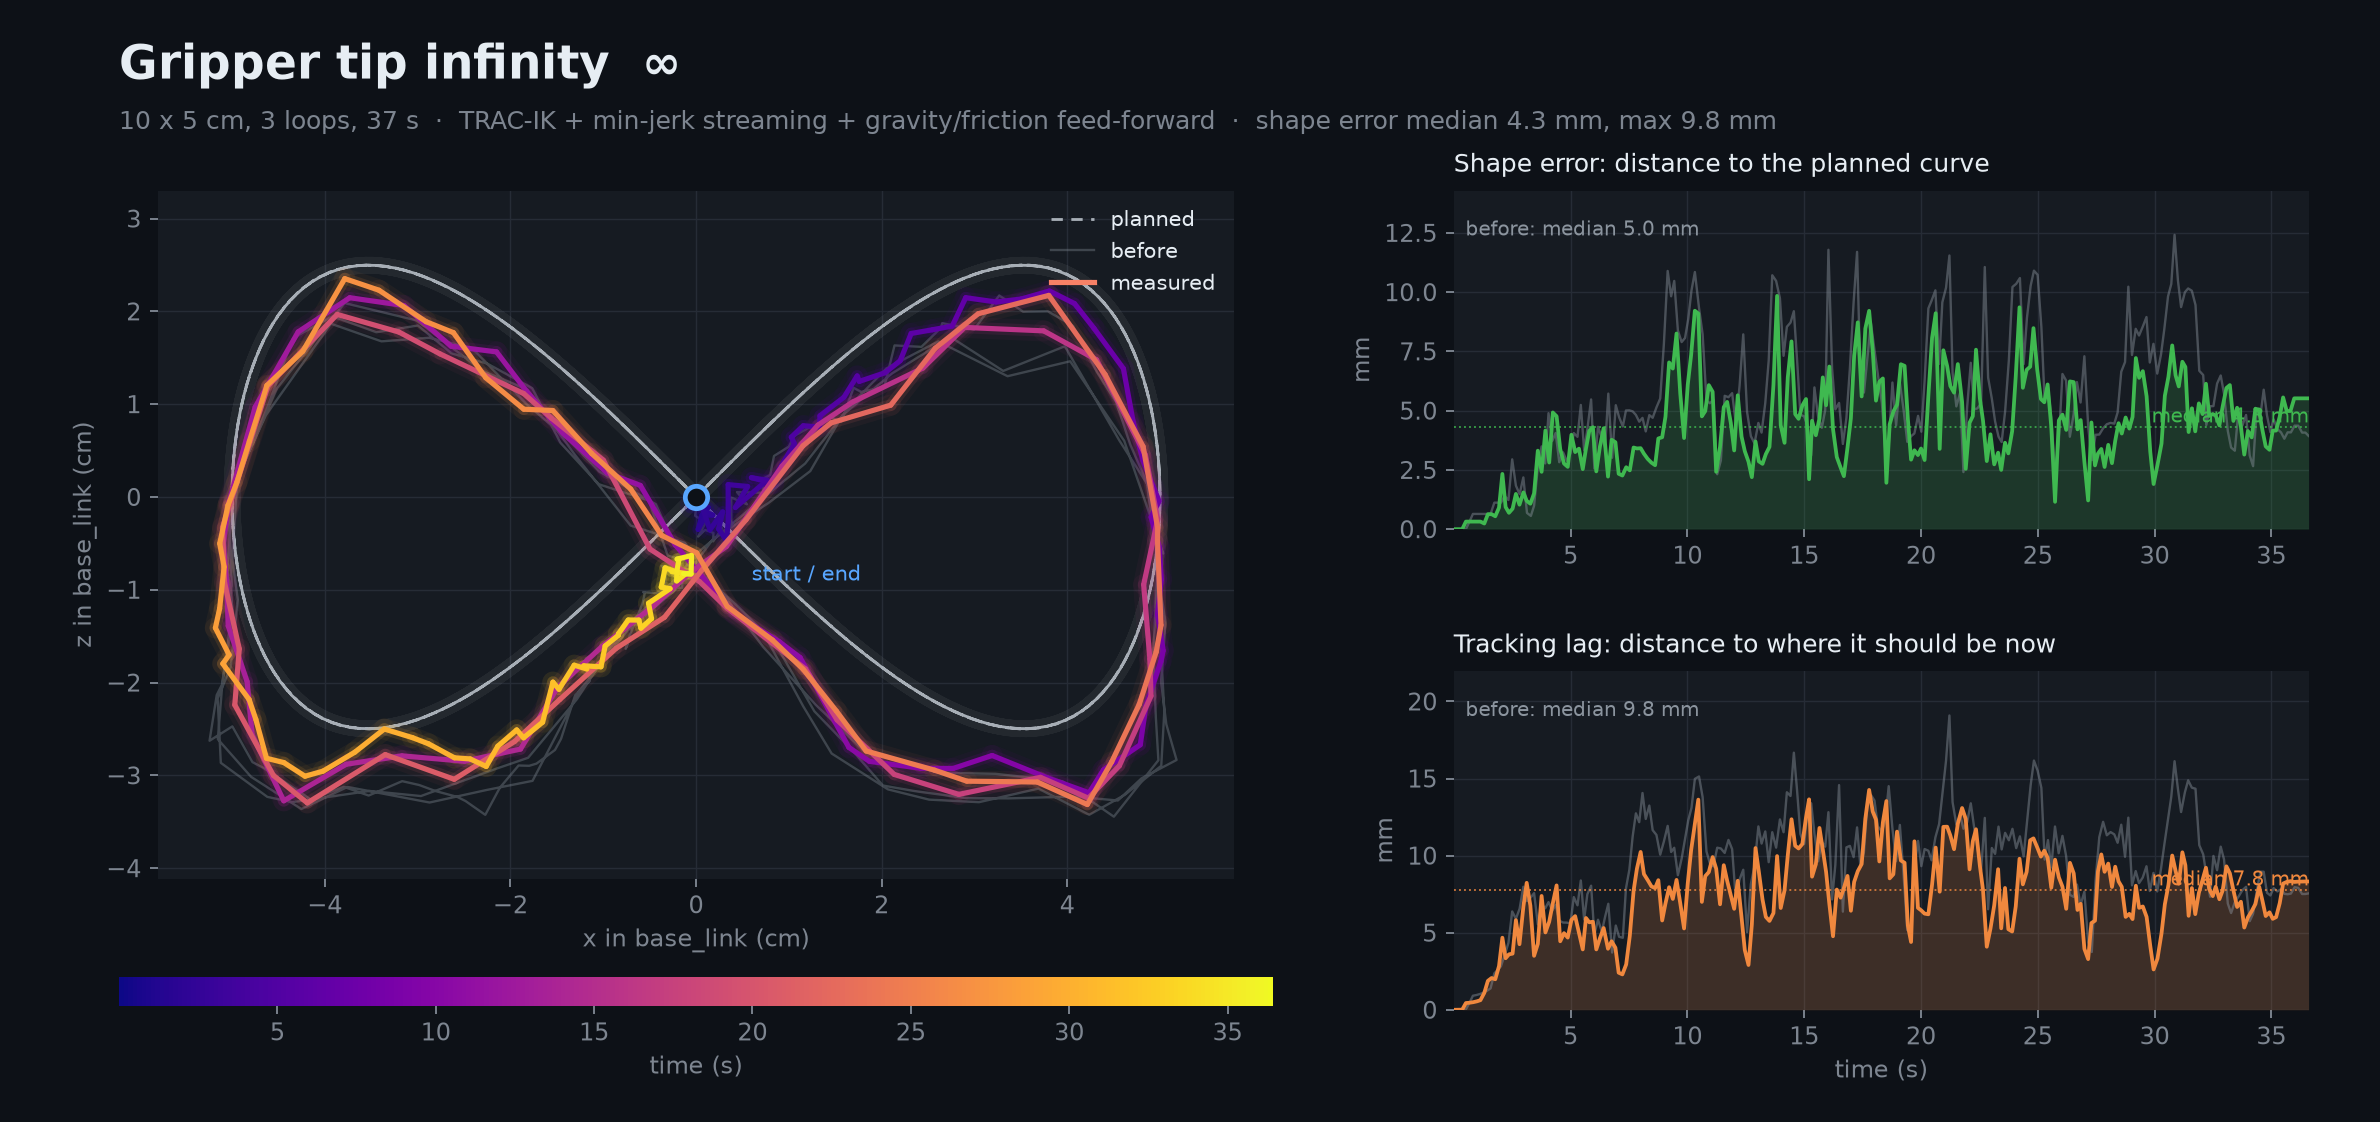 Gripper tip infinity ∞
10 x 5 cm, 3 loops, 37 s · TRAC-IK + min-jerk streaming + gravity/friction feed-forward · shape error median 4.3 mm, max 9.8 mm
3
2
1
0
−1
−2
−3
−4
z in base_link (cm)
planned
before
measured
start / end
−4
−2
0
2
4
x in base_link (cm)
5
10
15
20
25
30
35
time (s)
Shape error: distance to the planned curve
12.5
10.0
7.5
5.0
2.5
0.0
mm
before: median 5.0 mm
median 4.3 mm
5
10
15
20
25
30
35
Tracking lag: distance to where it should be now
20
15
10
5
0
mm
before: median 9.8 mm
median 7.8 mm
5
10
15
20
25
30
35
time (s)